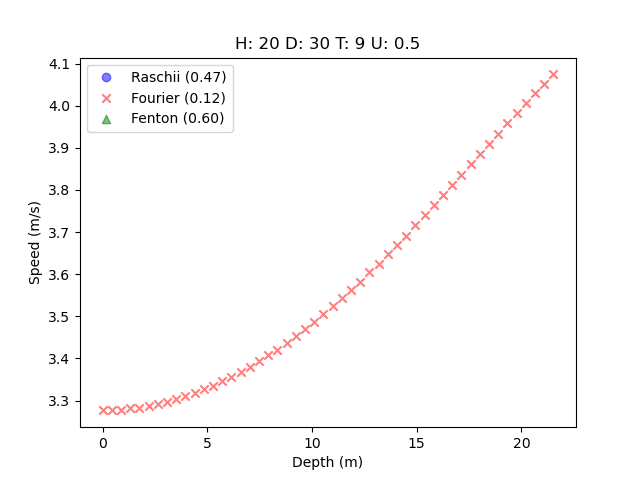 H: 20 D: 30 T: 9 U: 0.5
Raschii (0.47)
Fourier (0.12)
Fenton (0.60)
4.1
4.0
3.9
3.8
3.7
3.6
3.5
3.4
3.3
Speed (m/s)
0 5 10 15 20
Depth (m)